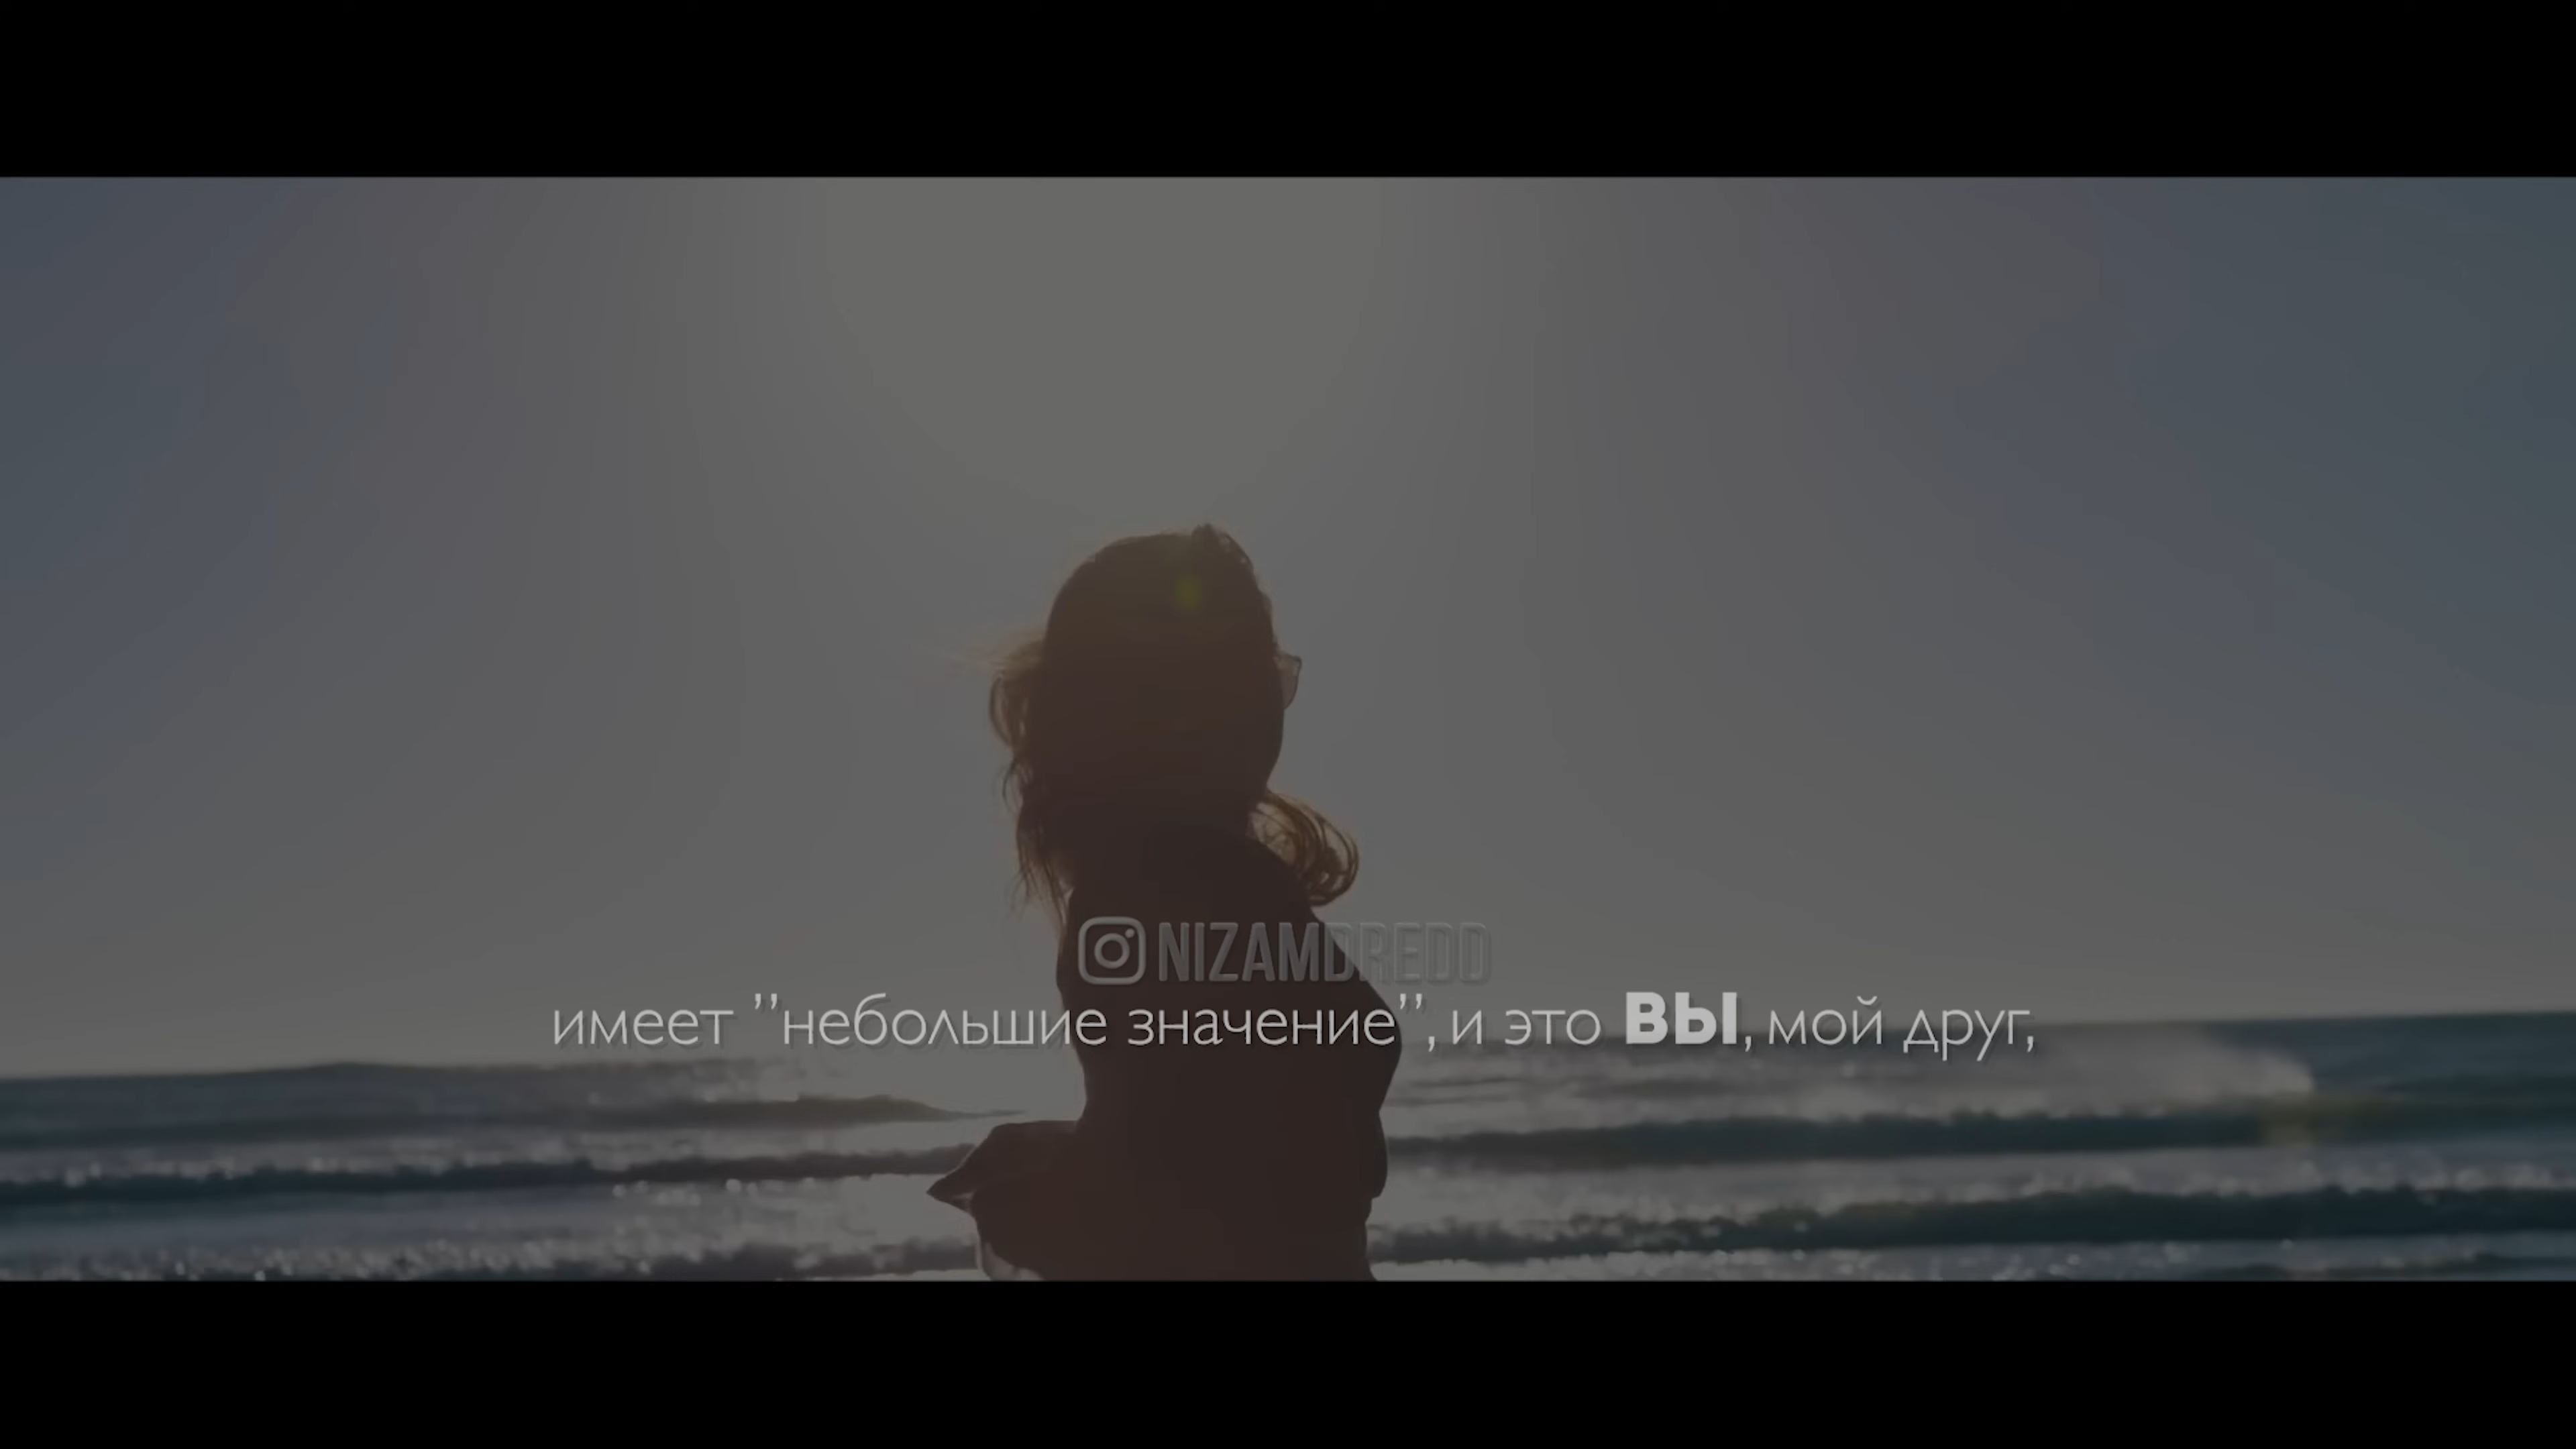 NIZAMDREDD
имеет ''небольшие значение'', и это ВЫ, мой друг,